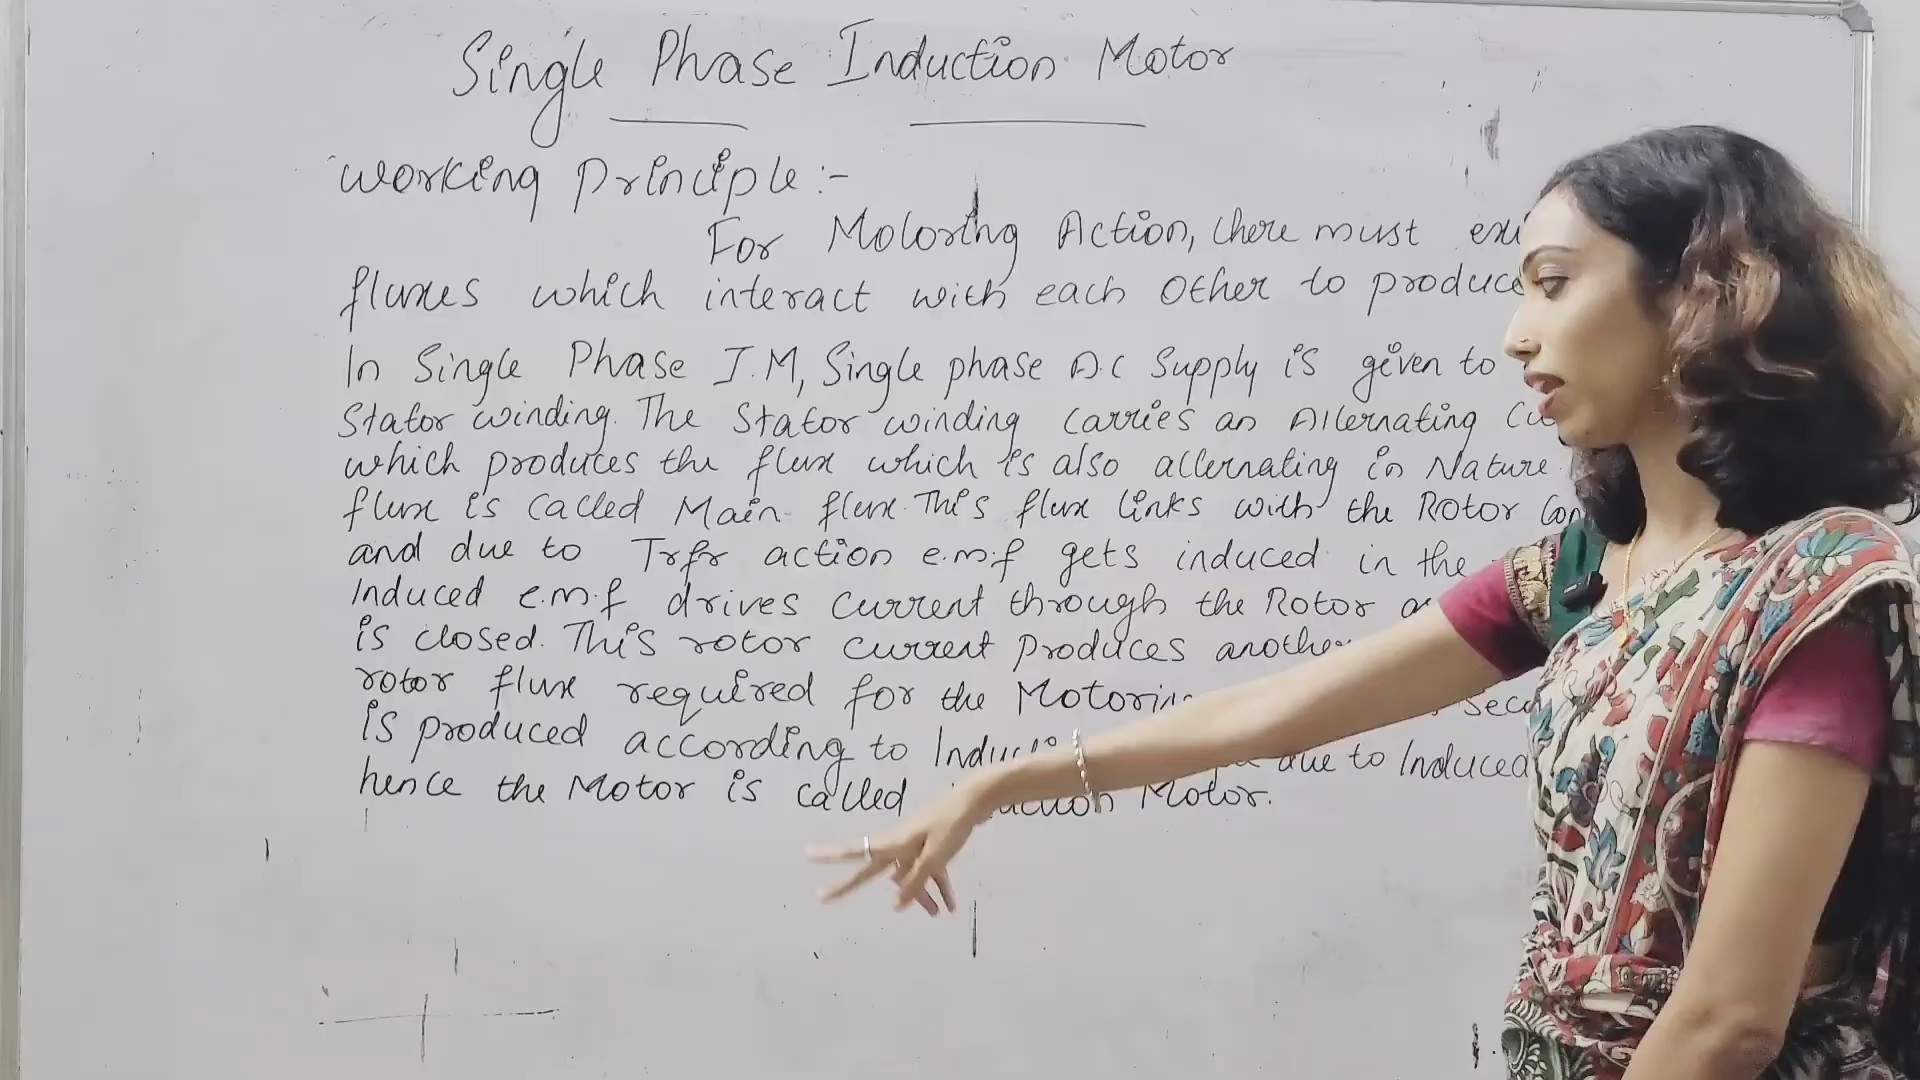 Single Phase Induction Motor
Working Principle :-
For Motoring Action, there must
fluxes which interact with each other to produce
In Single Phase I.M, Single phase A.C Supply is given to
Stator winding. The Stator winding carries an Alternating
which produces the flux which is also alternating in Nature
flux is called Main flux. This flux links with the Rotor
and due to Trfr action e.m.f gets induced in the
Induced e.m.f drives current through the Rotor
is closed. This rotor current produces another
rotor flux required for the
is produced according to due to Induced
hence the Motor is called Induction Motor.